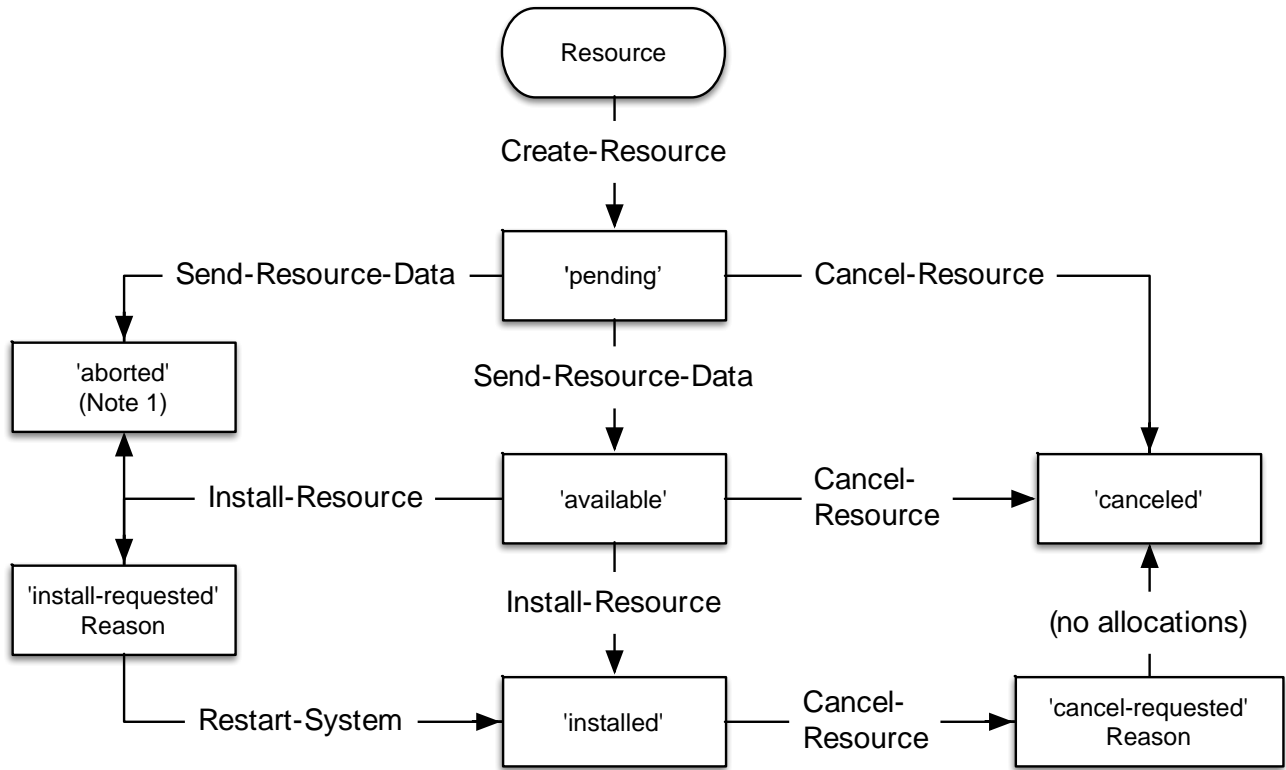 Resource
Create-Resource
Send-Resource-Data
'pending’
Cancel-Resource
'aborted'
(Note 1)
Send-Resource-Data
Install-Resource
'available'
Cancel-
Resource
'canceled'
'install-requested'
Reason
Install-Resource
(no allocations)
Restart-System
'installed'
Cancel-
Resource
'cancel-requested'
Reason